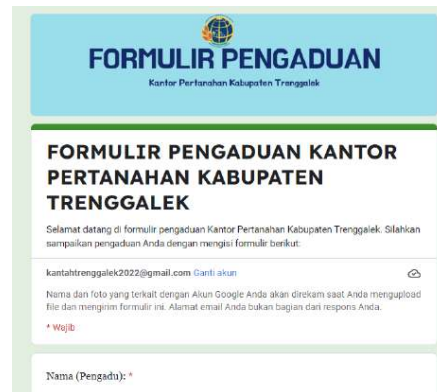 FORMULIR PENGADUAN
Kantor Pertanahan Kabupaten Trenggalek
FORMULIR PENGADUAN KANTOR
PERTANAHAN KABUPATEN
TRENGGALEK
Selamat datang di formulir pengaduan Kantor Pertanahan Kabupaten Trenggalek. Silahkan
sampaikan pengaduan Anda dengan mengisi formulir berikut:
kantahtrenggalek2022@gmail.com Ganti akun
Nama dan foto yang terkait dengan Akun Google Anda akan direkam saat Anda mengupload
file dan mengirim formulir ini. Alamat email Anda bukan bagian dari respons Anda.
* Wajib
Nama (Pengadu): *